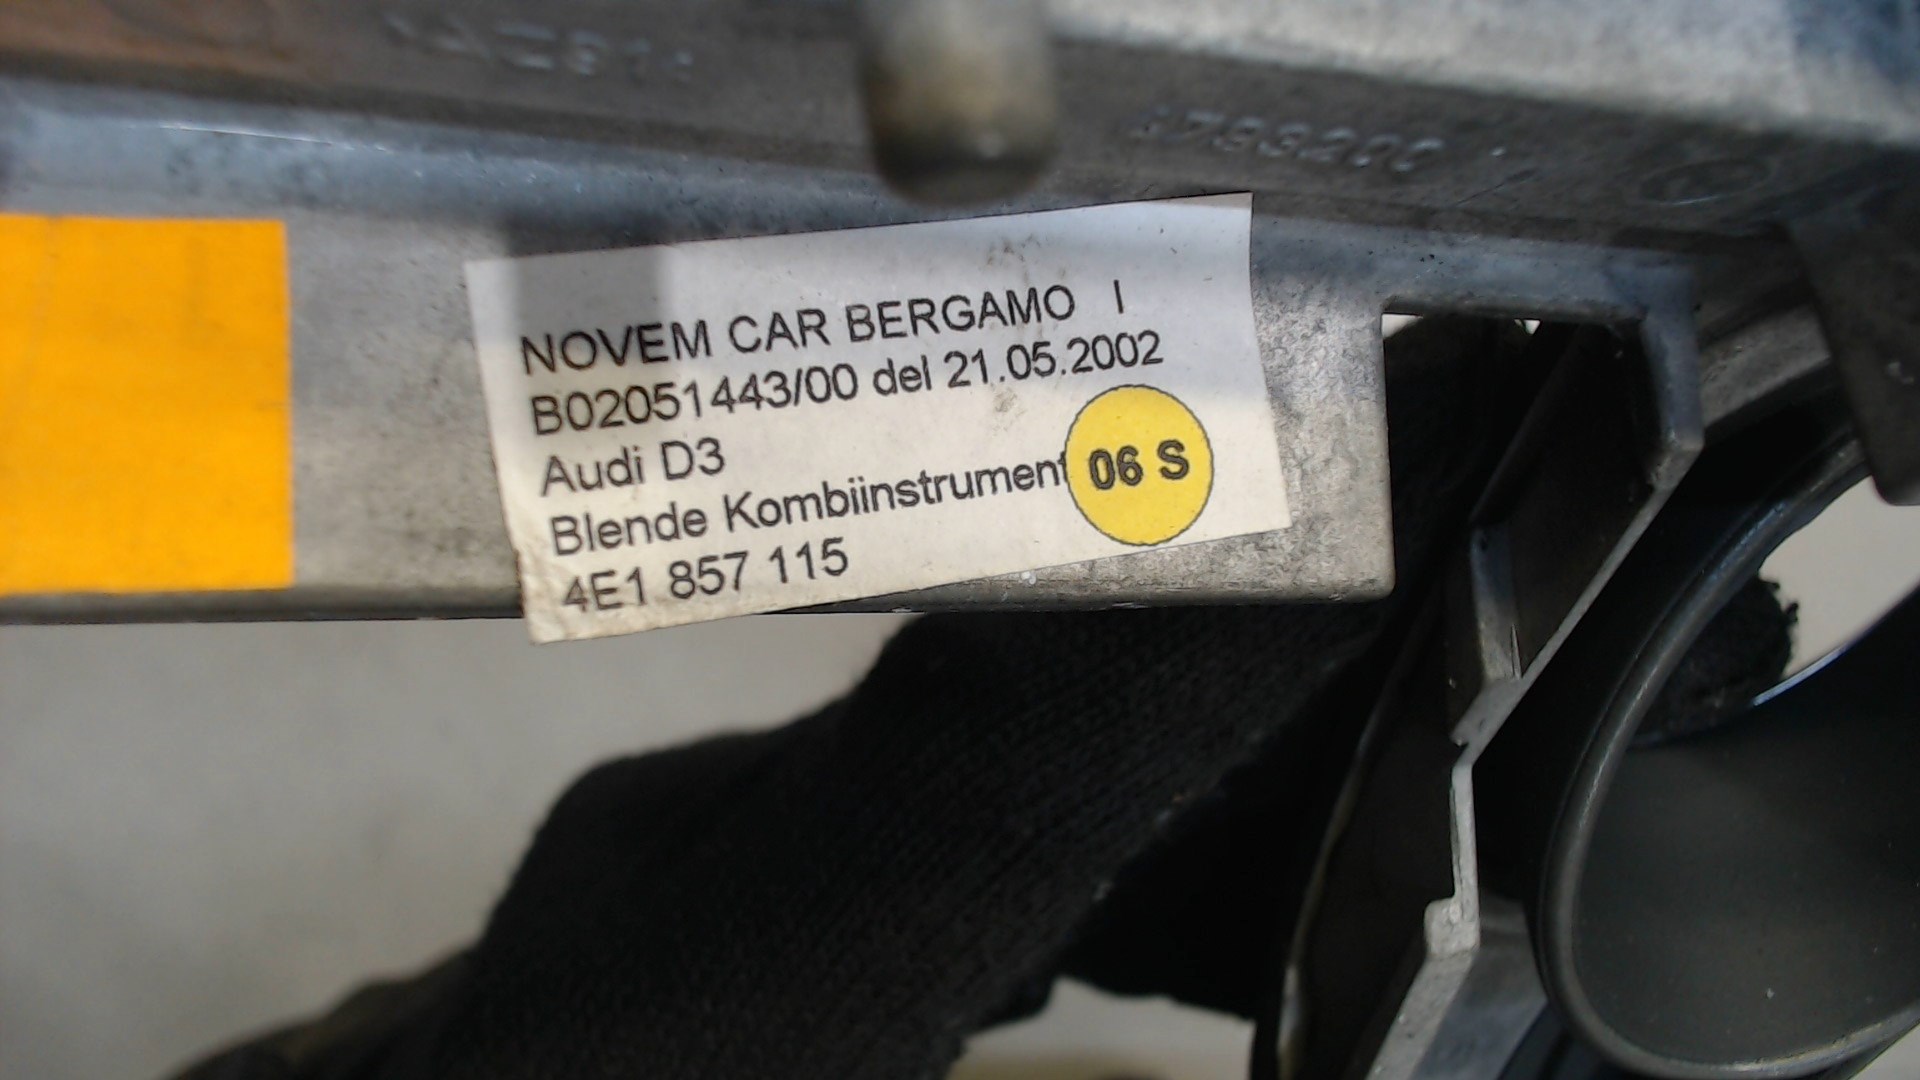 NOVEM CAR BERGAMO I
B02051443/00 del 21.05.2002
Audi D3
Blende Kombiinstrument
06 S
4E1 857 115